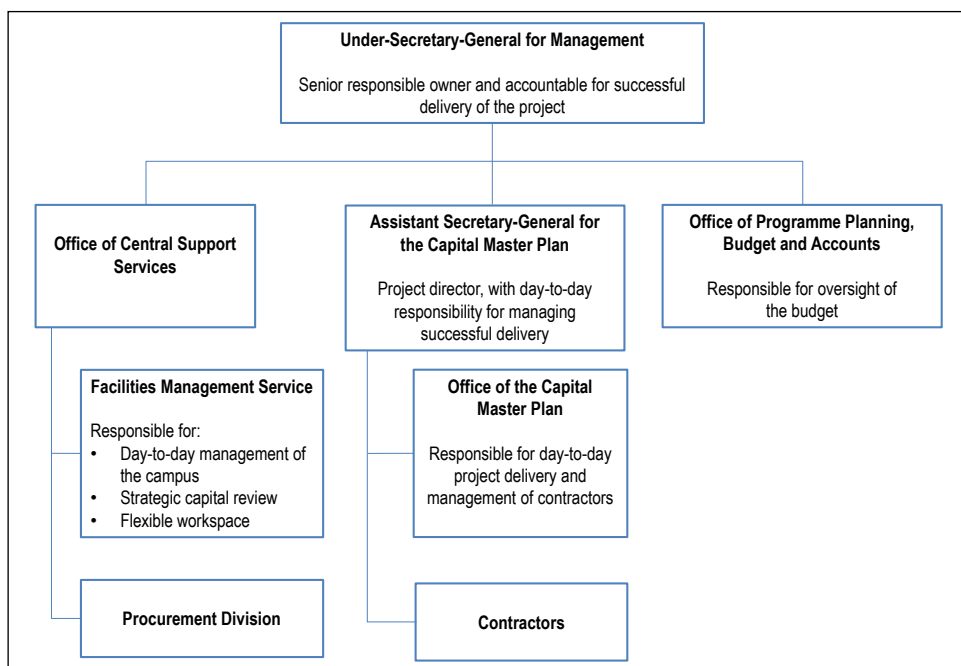 Under-Secretary-General for Management
Senior responsible owner and accountable for successful
delivery of the project
Office of Central Support
Services
Assistant Secretary-General for
the Capital Master Plan
Project director, with day-to-day
responsibility for managing
successful delivery
Office of Programme Planning,
Budget and Accounts
Responsible for oversight of
the budget
Facilities Management Service
Responsible for:
• Day-to-day management of
the campus
• Strategic capital review
• Flexible workspace
Office of the Capital
Master Plan
Responsible for day-to-day
project delivery and
management of contractors
Procurement Division
Contractors